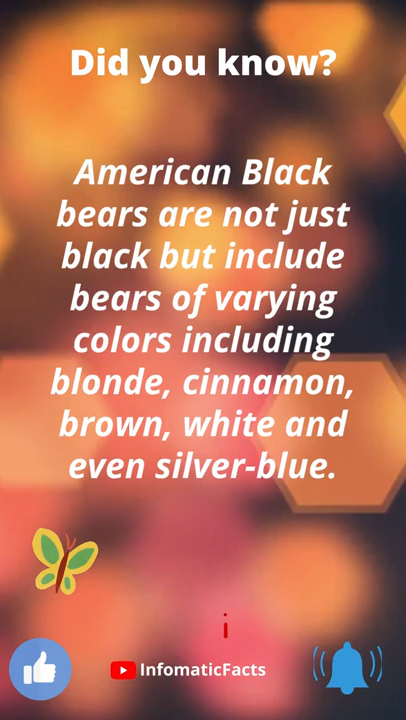 Did you know?
American Black
bears are not just
black but include
bears of varying
colors including
blonde, cinnamon,
brown, white and
even silver-blue.
i
InfomaticFacts